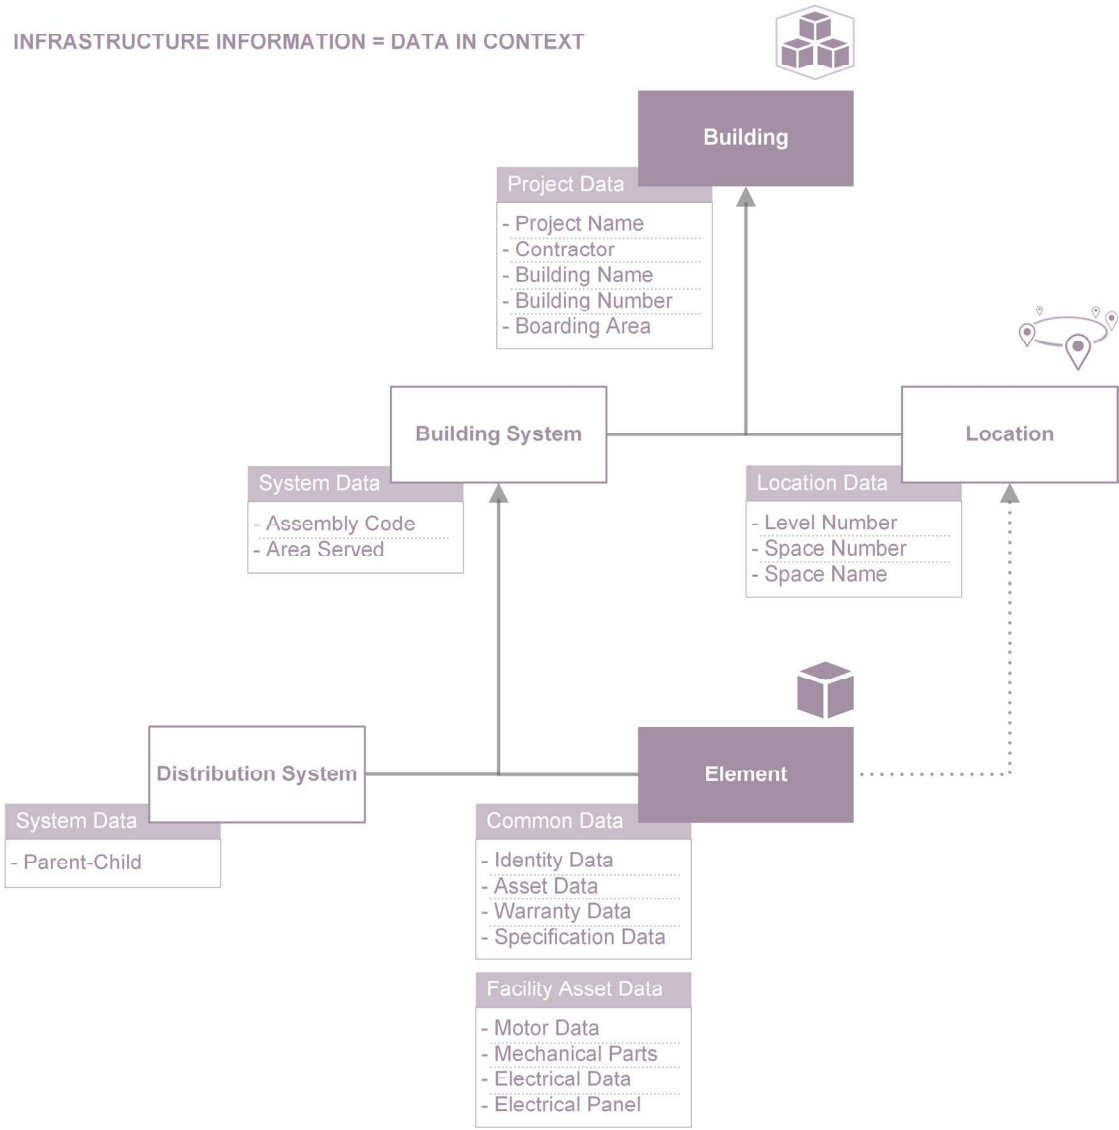 INFRASTRUCTURE INFORMATION = DATA IN CONTEXT
Building
Project Data
- Project Name
- Contractor
- Building Name
- Building Number
- Boarding Area
Building System
System Data
- Assembly Code
- Area Served
Location
Location Data
- Level Number
- Space Number
- Space Name
Distribution System
System Data
- Parent-Child
Element
Common Data
- Identity Data
- Asset Data
- Warranty Data
- Specification Data
Facility Asset Data
- Motor Data
- Mechanical Parts
- Electrical Data
- Electrical Panel